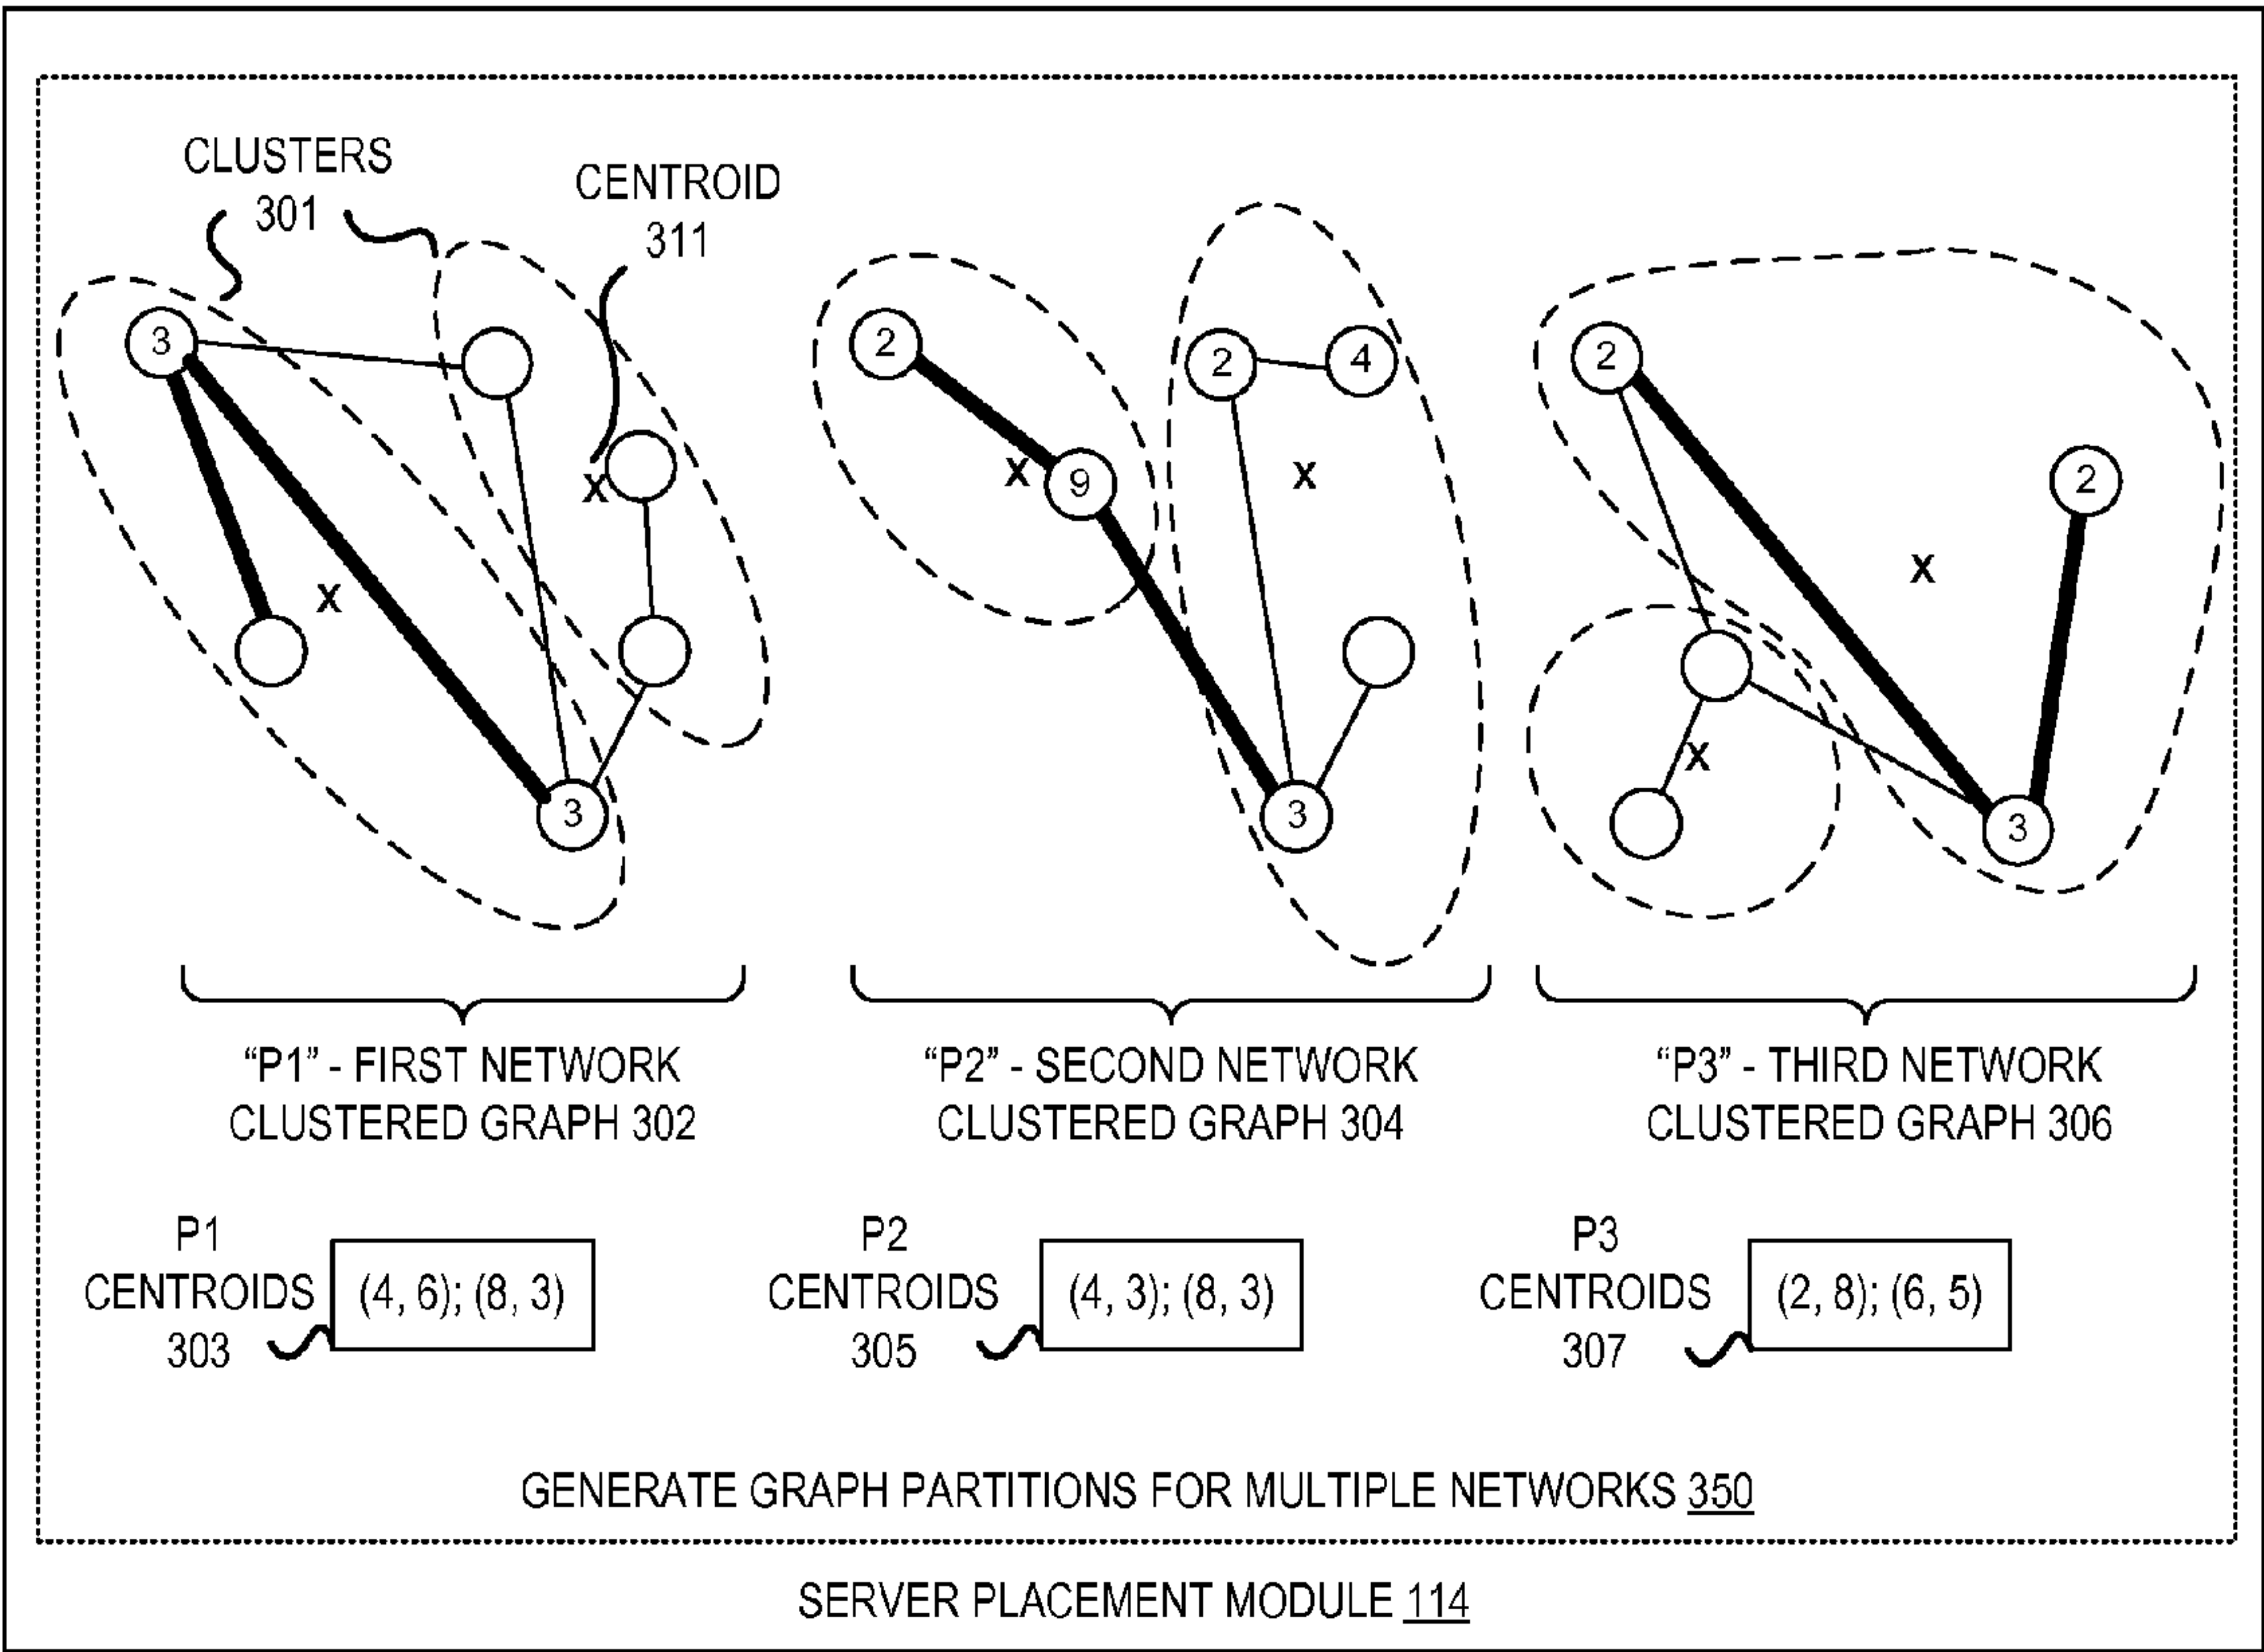 CLUSTERS
301
CENTROID
311
3
x
3
x
2
9
x
2
4
x
3
2
2
x
x
3
“P1” - FIRST NETWORK
CLUSTERED GRAPH 302
“P2” - SECOND NETWORK
CLUSTERED GRAPH 304
“P3” - THIRD NETWORK
CLUSTERED GRAPH 306
P1
CENTROIDS
303
(4, 6); (8, 3)
P2
CENTROIDS
305
(4, 3); (8, 3)
P3
CENTROIDS
307
(2, 8); (6, 5)
GENERATE GRAPH PARTITIONS FOR MULTIPLE NETWORKS 350
SERVER PLACEMENT MODULE 114